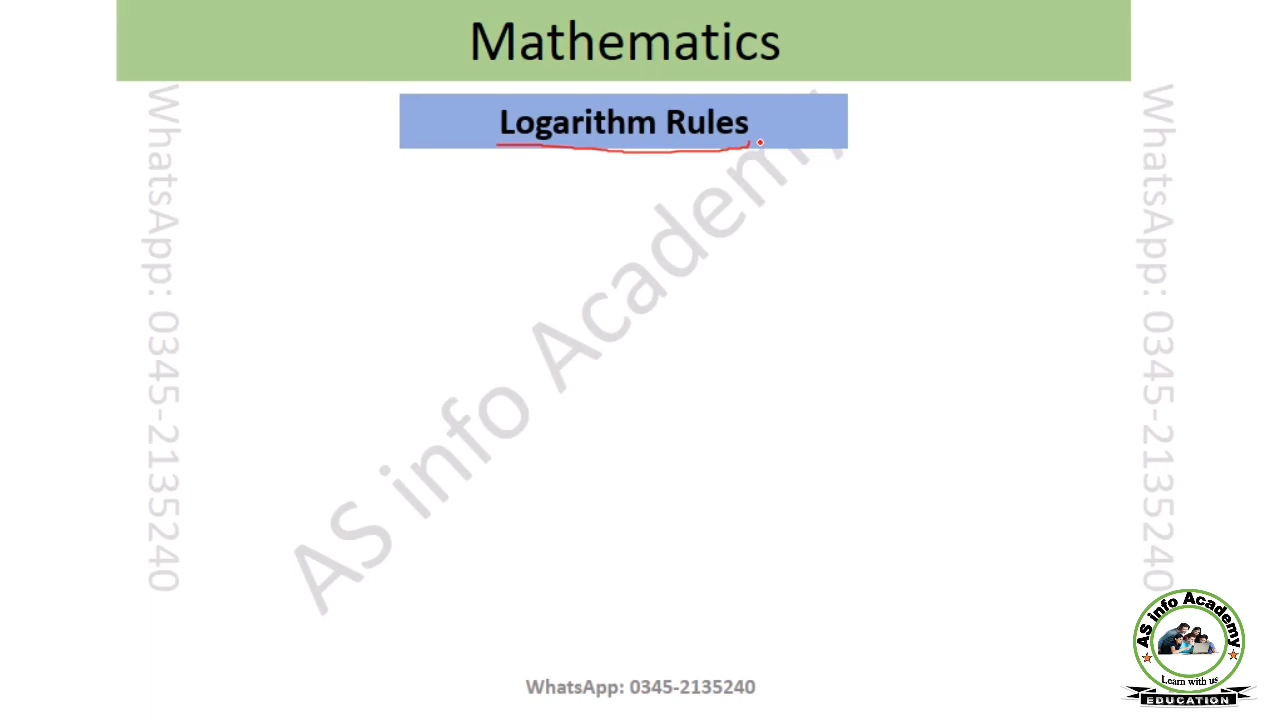 Mathematics
Logarithm Rules
WhatsApp: 0345-2135240
AS info Academy
WhatsApp: 0345-2135240
WhatsApp: 0345-2135240
AS info Academy
Learn with us
EDUCATION